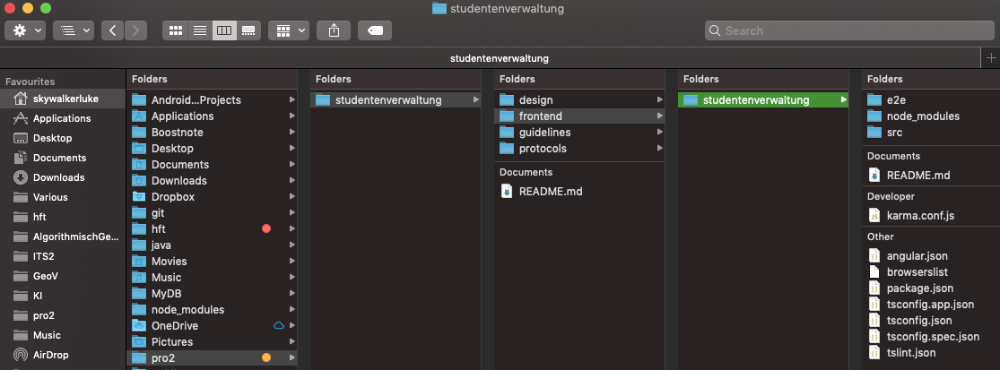 studentenverwaltung
Search
studentenverwaltung
Favourites
skywalkerluke
Applications
Desktop
Documents
Downloads
Various
hft
AlgorithmischGe...
ITS2
GeoV
KI
pro2
Music
AirDrop
Folders
Android...Projects
Applications
Boostnote
Desktop
Documents
Downloads
Dropbox
git
hft
java
Movies
Music
MyDB
node_modules
OneDrive
Pictures
pro2
Folders
studentenverwaltung
Folders
design
frontend
guidelines
protocols
Documents
README.md
Folders
studentenverwaltung
Folders
e2e
node_modules
src
Documents
README.md
Developer
karma.conf.js
Other
angular.json
browserslist
package.json
tsconfig.app.json
tsconfig.json
tsconfig.spec.json
tslint.json